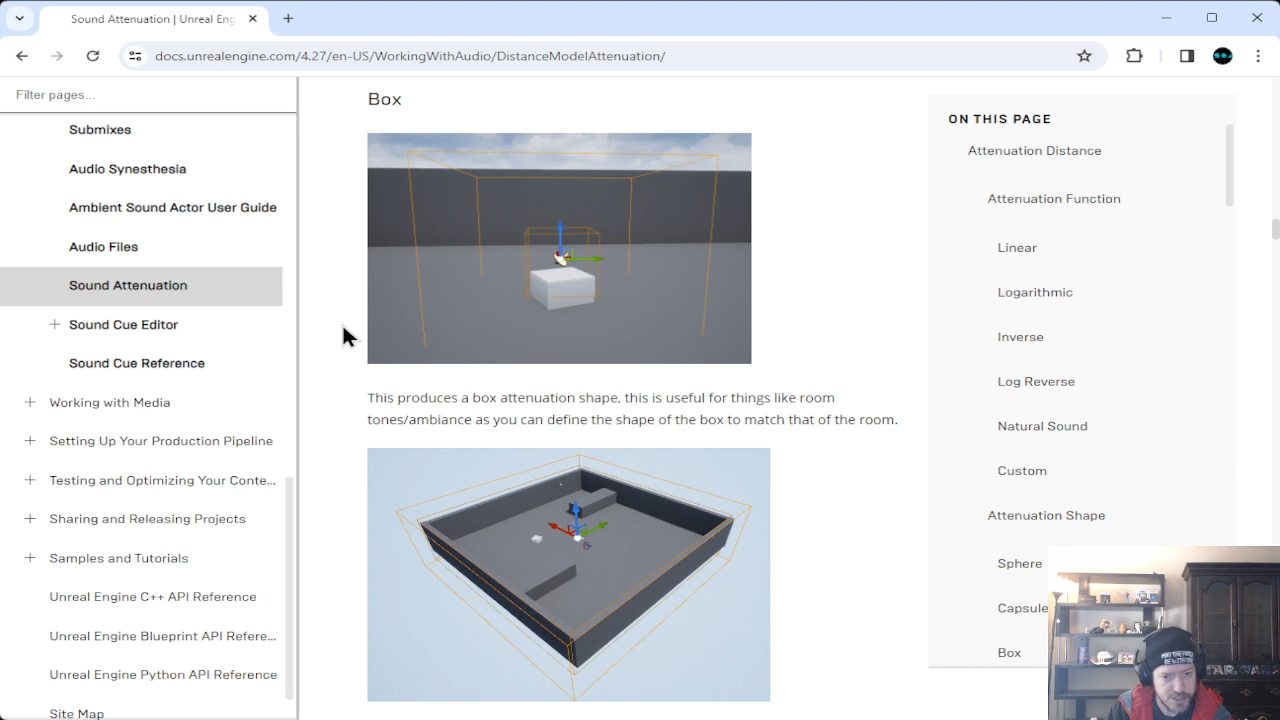 Sound Attenuation | Unreal Eng
docs.unrealengine.com/4.27/en-US/WorkingWithAudio/DistanceModelAttenuation/
Filter pages...
Submixes
Audio Synesthesia
Ambient Sound Actor User Guide
Audio Files
Sound Attenuation
Sound Cue Editor
Sound Cue Reference
Working with Media
Setting Up Your Production Pipeline
Testing and Optimizing Your Conte...
Sharing and Releasing Projects
Samples and Tutorials
Unreal Engine C++ API Reference
Unreal Engine Blueprint API Refere...
Unreal Engine Python API Reference
Site Map
Box
This produces a box attenuation shape, this is useful for things like room
tones/ambiance as you can define the shape of the box to match that of the room.
ON THIS PAGE
Attenuation Distance
Attenuation Function
Linear
Logarithmic
Inverse
Log Reverse
Natural Sound
Custom
Attenuation Shape
Sphere
Capsule
Box
STAR WARS